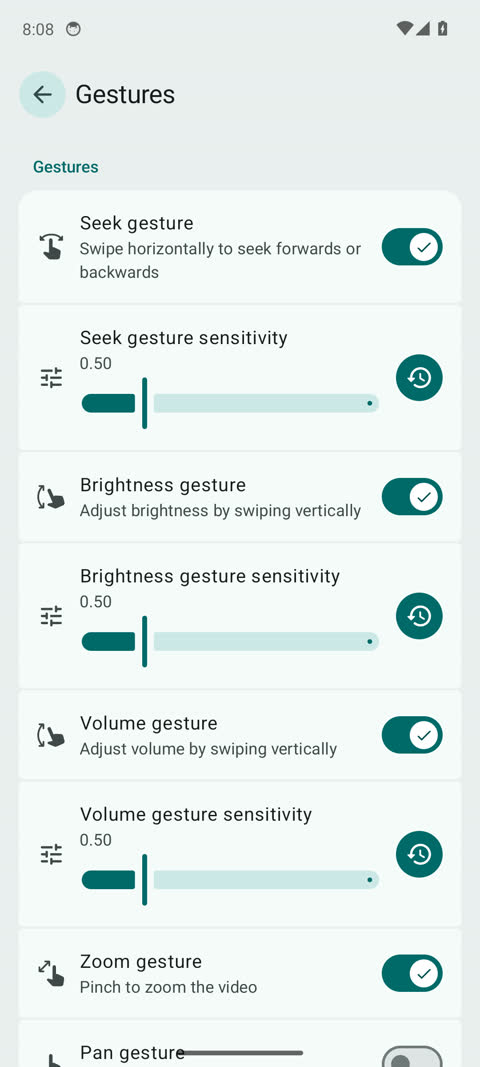 8:08
Gestures
Gestures
Seek gesture
Swipe horizontally to seek forwards or
backwards
Seek gesture sensitivity
0.50
Brightness gesture
Adjust brightness by swiping vertically
Brightness gesture sensitivity
0.50
Volume gesture
Adjust volume by swiping vertically
Volume gesture sensitivity
0.50
Zoom gesture
Pinch to zoom the video
Pan gesture